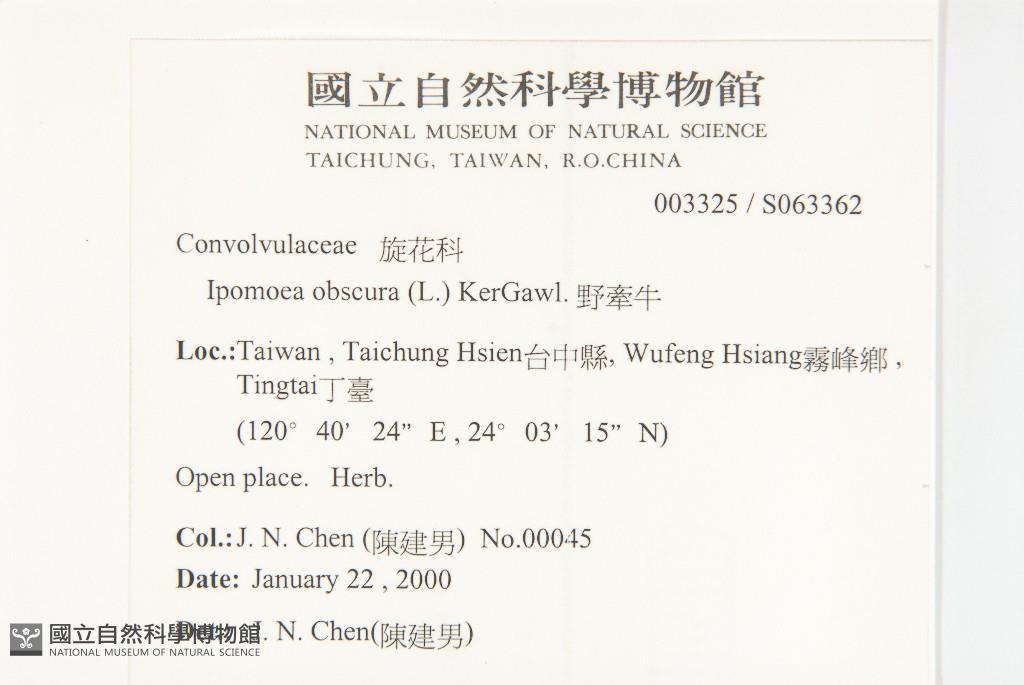 國立自然科學博物館
NATIONAL MUSEUM OF NATURAL SCIENCE
TAICHUNG, TAIWAN, R.O.CHINA
003325 / S063362
Convolvulaceae 旋花科
Ipomoea obscura (L.) KerGawl. 野牽牛
Loc.:Taiwan , Taichung Hsien台中縣, Wufeng Hsiang霧峰鄉 ,
Tingtai丁臺
(120° 40’ 24” E , 24° 03’ 15” N)
Open place. Herb.
Col.:J. N. Chen (陳建男) No.00045
Date: January 22 , 2000
J. N. Chen(陳建男)
國立自然科學博物館
NATIONAL MUSEUM OF NATURAL SCIENCE